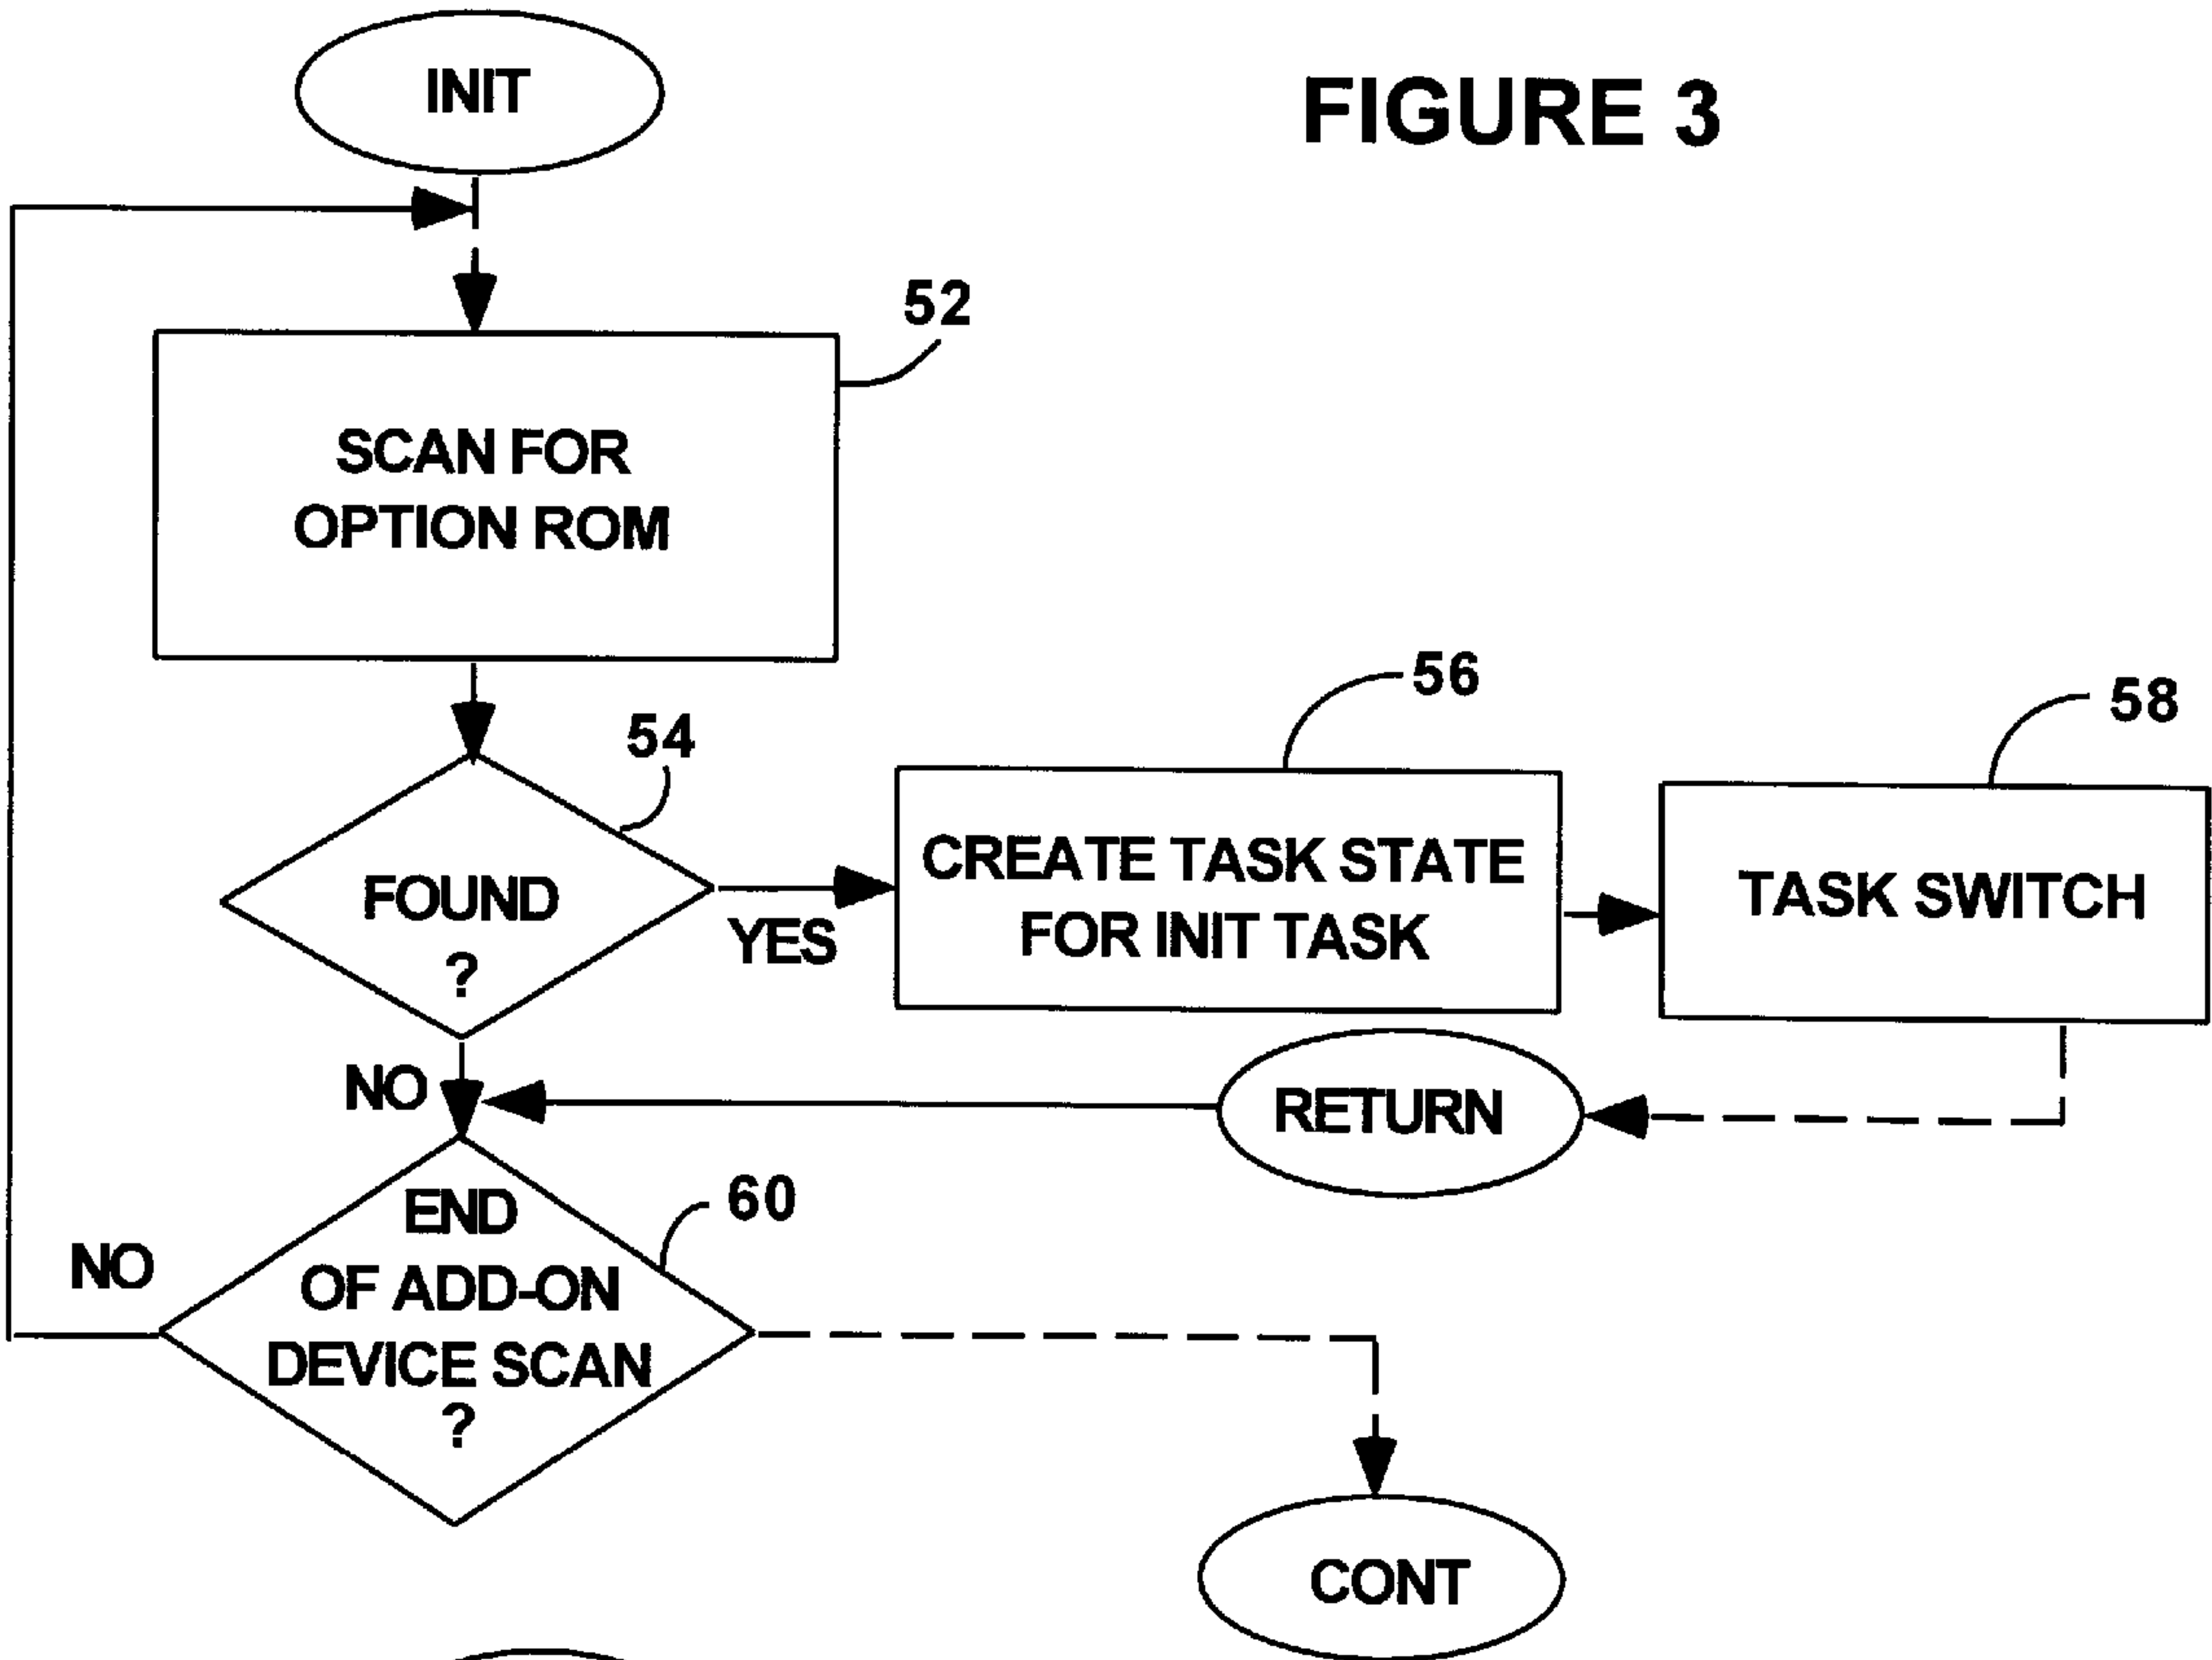 INIT
FIGURE 3
52
SCAN FOR
OPTION ROM
54
56
58
FOUND
?
YES
CREATE TASK STATE
FOR INIT TASK
TASK SWITCH
NO
RETURN
60
NO
END
OF ADD-ON
DEVICE SCAN
?
CONT